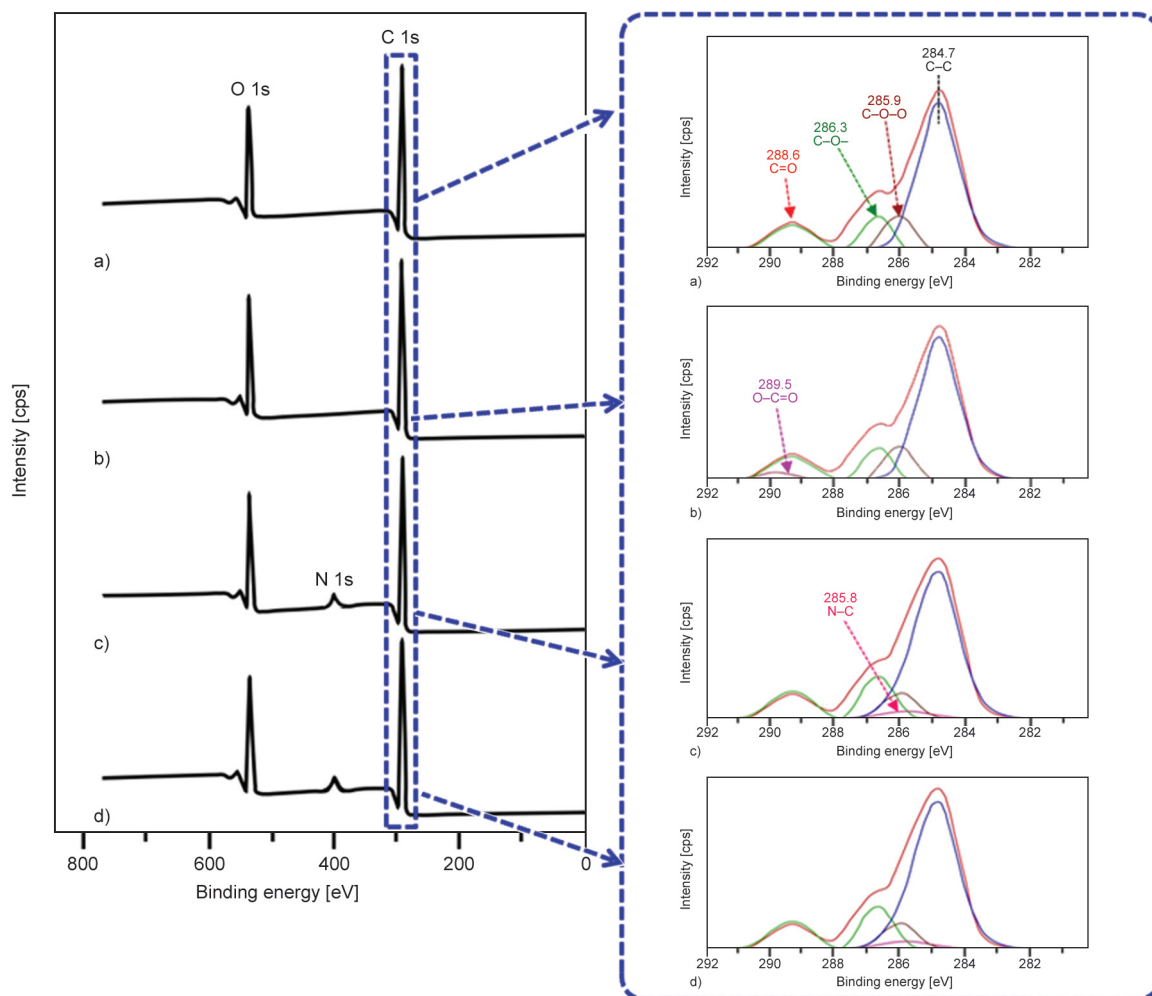 C 1s
O 1s
a)
b)
N 1s
c)
d)
800
600
400
200
0
Binding energy [eV]
Intensity [cps]
284.7
C–C
285.9
C–O–O
286.3
C–O–
288.6
C=O
Intensity [cps]
292
290
288
286
284
282
Binding energy [eV]
a)
289.5
O–C=O
Intensity [cps]
292
290
288
286
284
282
Binding energy [eV]
b)
285.8
N–C
Intensity [cps]
292
290
288
286
284
282
Binding energy [eV]
c)
Intensity [cps]
292
290
288
286
284
282
Binding energy [eV]
d)